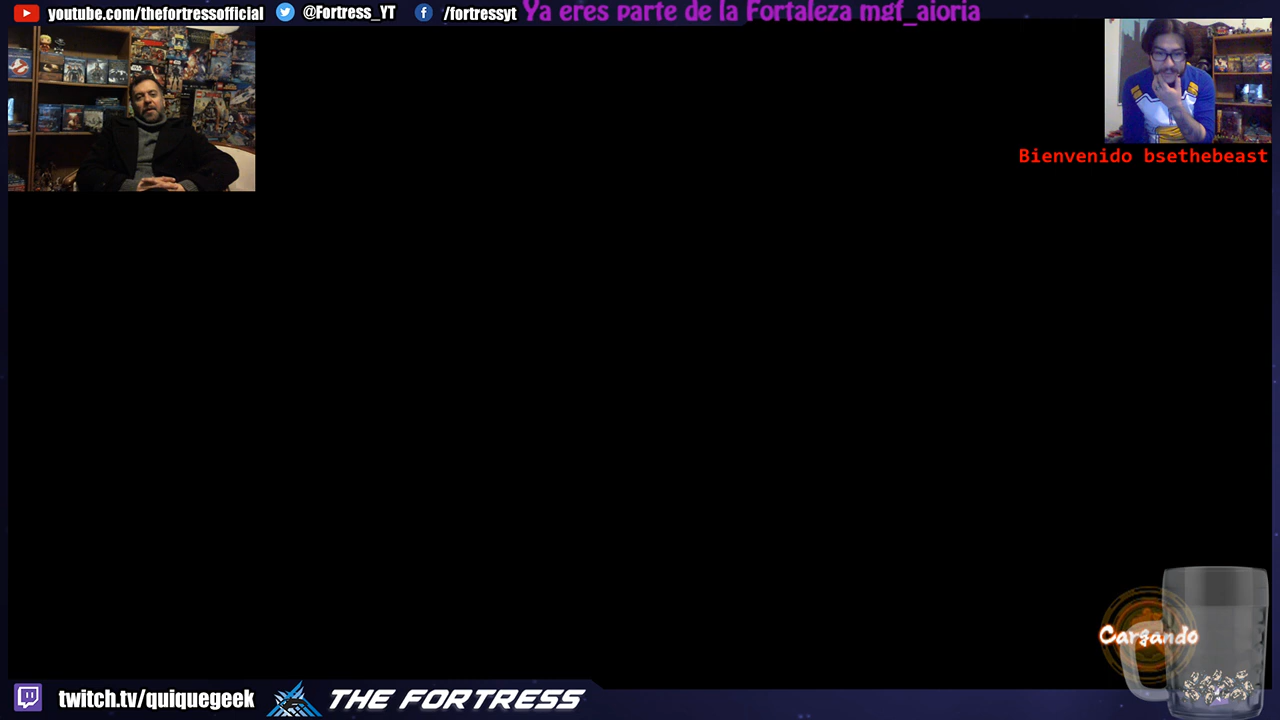 youtube.com/thefortressofficial @Fortress_YT /fortressyt Ya eres parte de la Fortaleza mgf_aioria
Bienvenido bsethebeast
Cargando
twitch.tv/quiquegeek THE FORTRESS